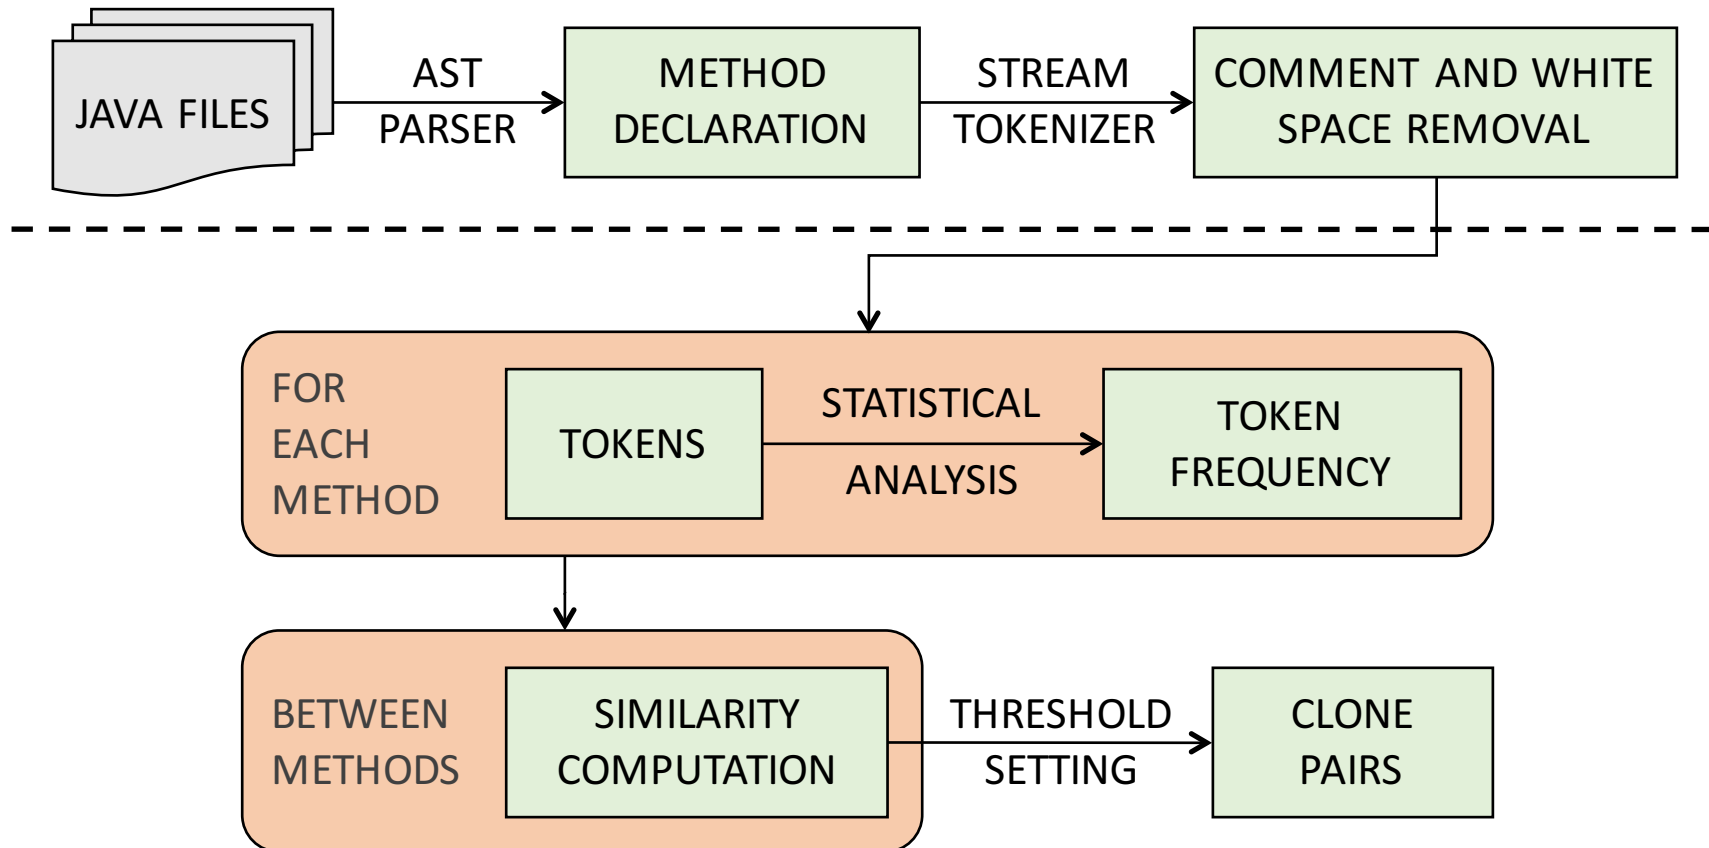 JAVA FILES
AST
PARSER
METHOD
DECLARATION
STREAM
TOKENIZER
COMMENT AND WHITE
SPACE REMOVAL
FOR
EACH
METHOD
TOKENS
STATISTICAL
ANALYSIS
TOKEN
FREQUENCY
BETWEEN
METHODS
SIMILARITY
COMPUTATION
THRESHOLD
SETTING
CLONE
PAIRS